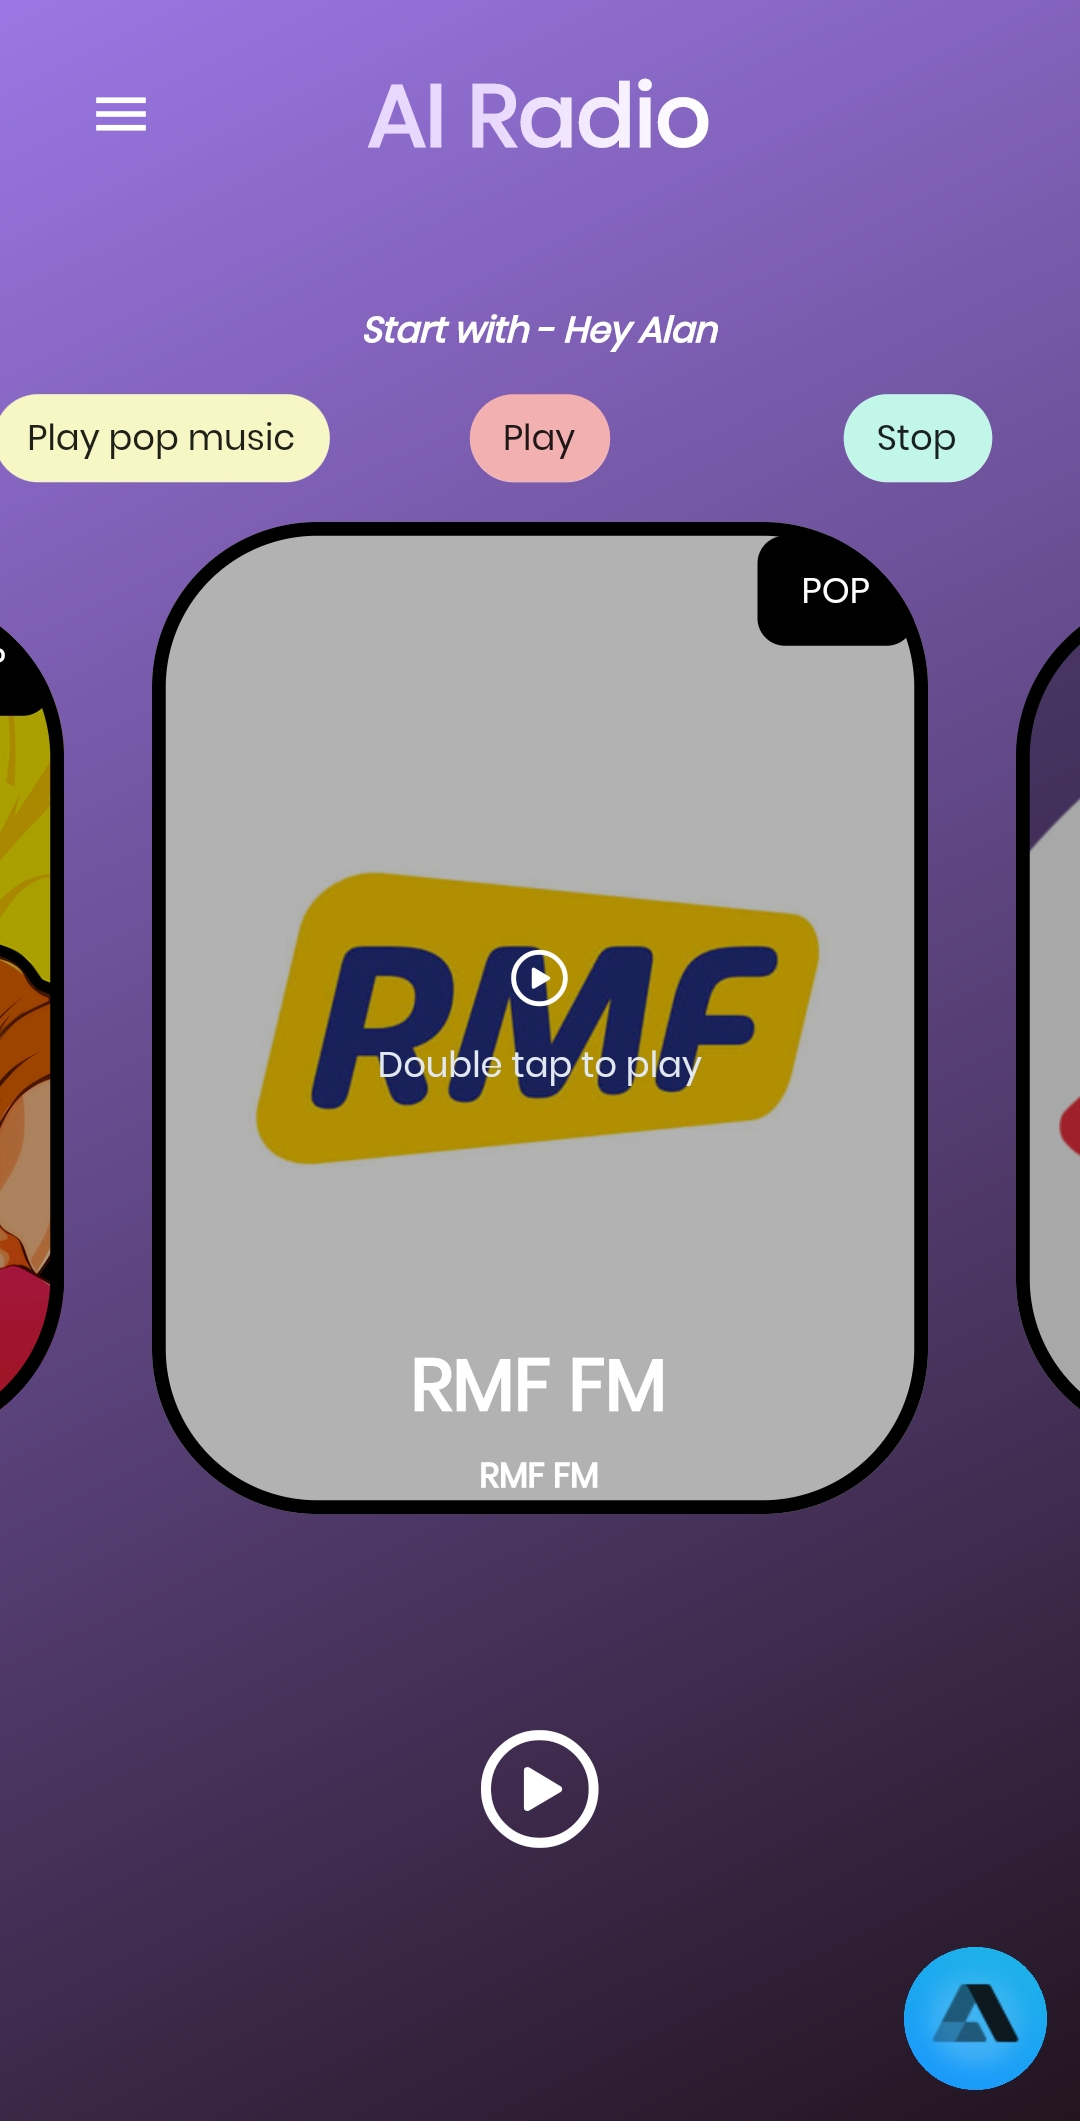 AI Radio
Start with - Hey Alan
Play pop music
Play
Stop
POP
RMF
Double tap to play
RMF FM
RMF FM